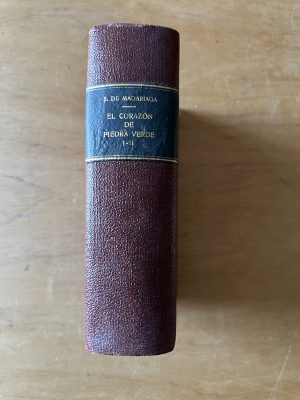 S. DE MADARIAGA
EL CORAZÓN
DE
PIEDRA VERDE
I-II